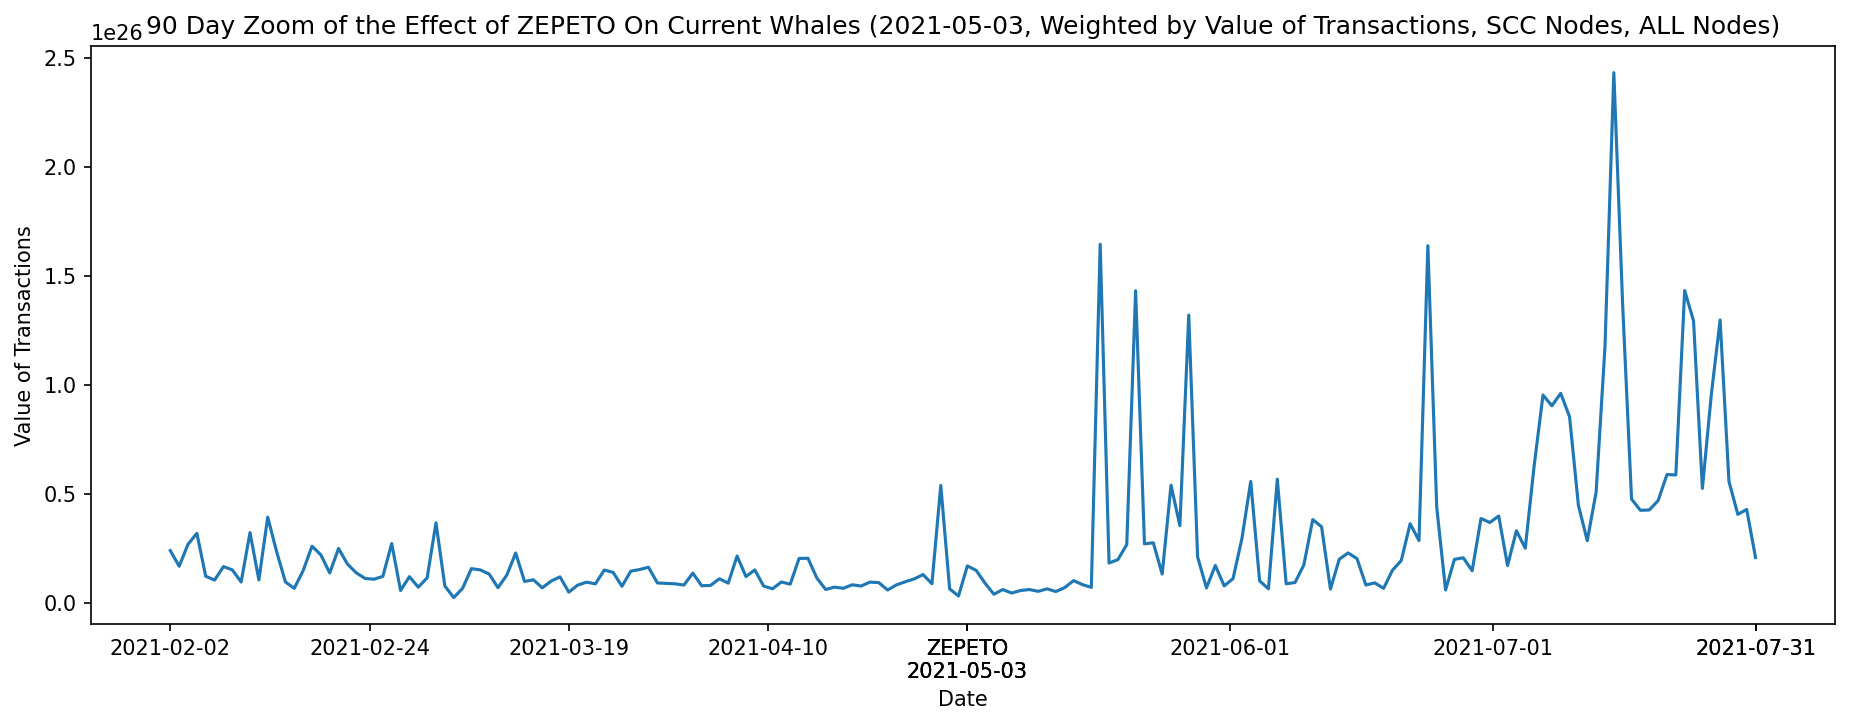 90 Day Zoom of the Effect of ZEPETO On Current Whales (2021-05-03, Weighted by Value of Transactions, SCC Nodes, ALL Nodes)
1e26
2.5
2.0
1.5
1.0
0.5
0.0
Value of Transactions
2021-02-02 2021-02-24 2021-03-19 2021-04-10 ZEPETO 2021-06-01 2021-07-01 2021-07-31
2021-05-03
Date